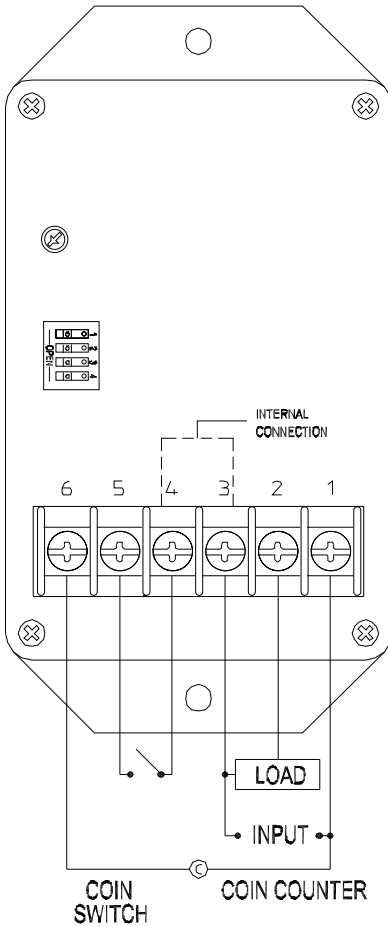 1
2
3
4
OPEN
INTERNAL
CONNECTION
6 5 4 3 2 1
LOAD
INPUT
C
COIN
SWITCH
COIN COUNTER